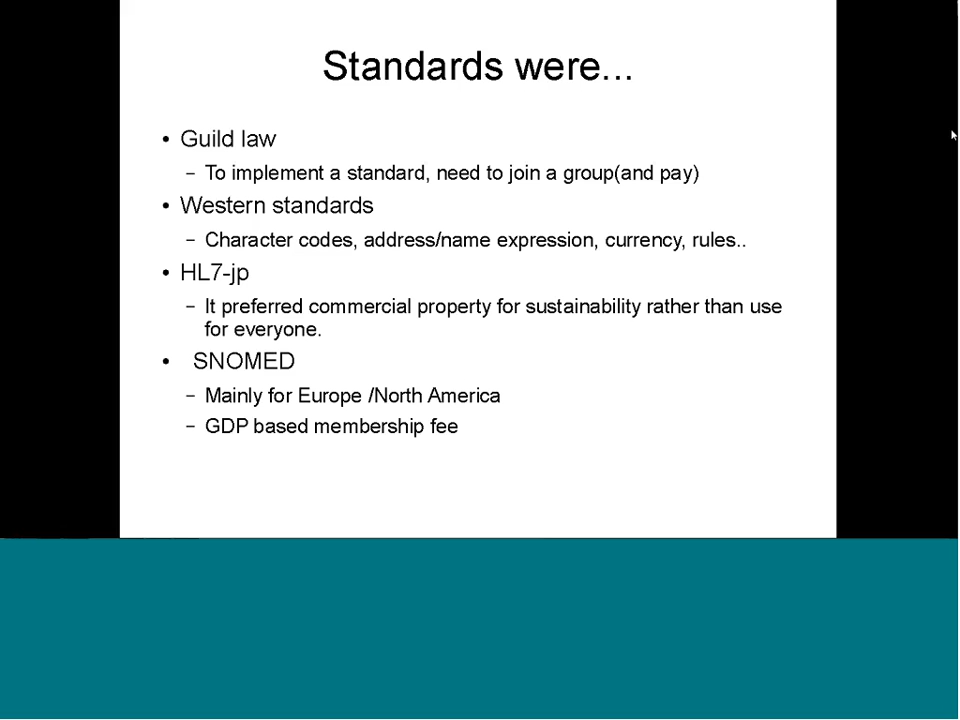 Standards were...
• Guild law
– To implement a standard, need to join a group(and pay)
• Western standards
– Character codes, address/name expression, currency, rules..
• HL7-jp
– It preferred commercial property for sustainability rather than use
for everyone.
• SNOMED
– Mainly for Europe /North America
– GDP based membership fee